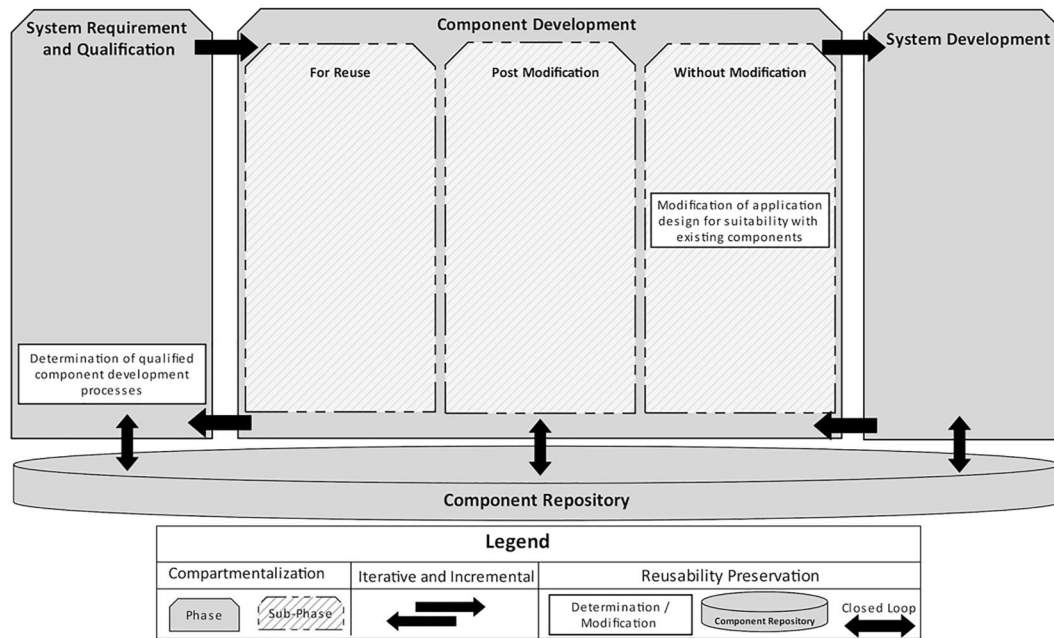 System Requirement
and Qualification
Component Development
System Development
For Reuse
Post Modification
Without Modification
Modification of application
design for suitability with
existing components
Determination of qualified
component development
processes
Component Repository
Legend
Compartmentalization
Iterative and Incremental
Reusability Preservation
Phase
Sub-Phase
Determination /
Modification
Component Repository
Closed Loop